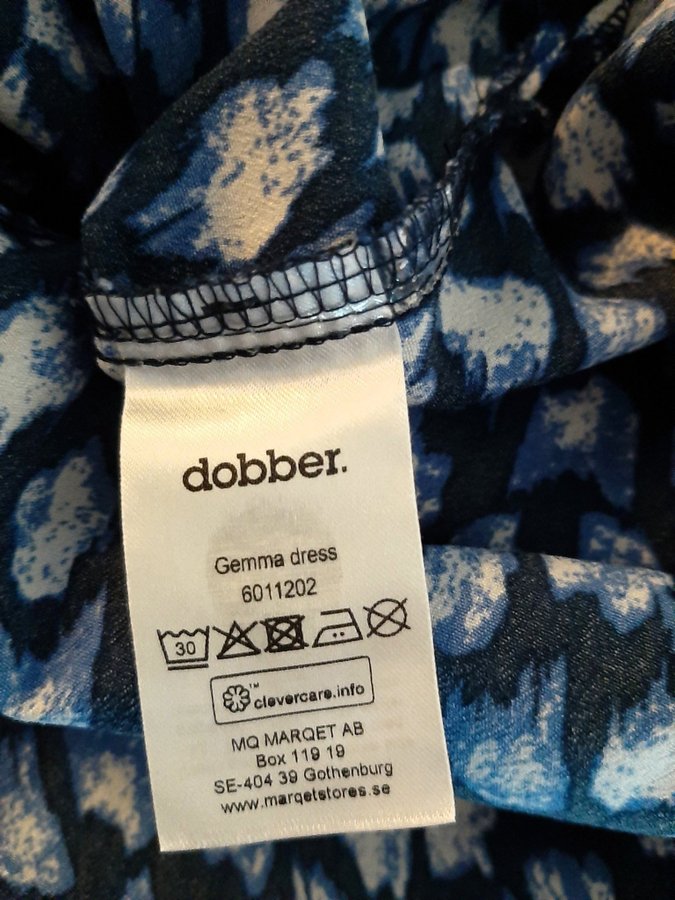 dobber.
Gemma dress
6011202
30
™ clevercare.info
MQ MARQET AB
Box 119 19
SE-404 39 Gothenburg
www.marqetstores.se